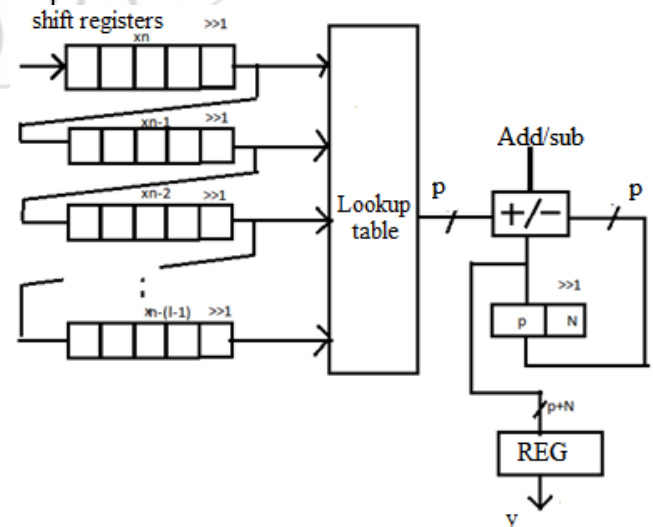 shift registers
xn >>1
xn-1 >>1
xn-2 >>1
xn-(l-1) >>1
Lookup
table
p
Add/sub
+/-
p
>>1
p N
p+N
REG
y